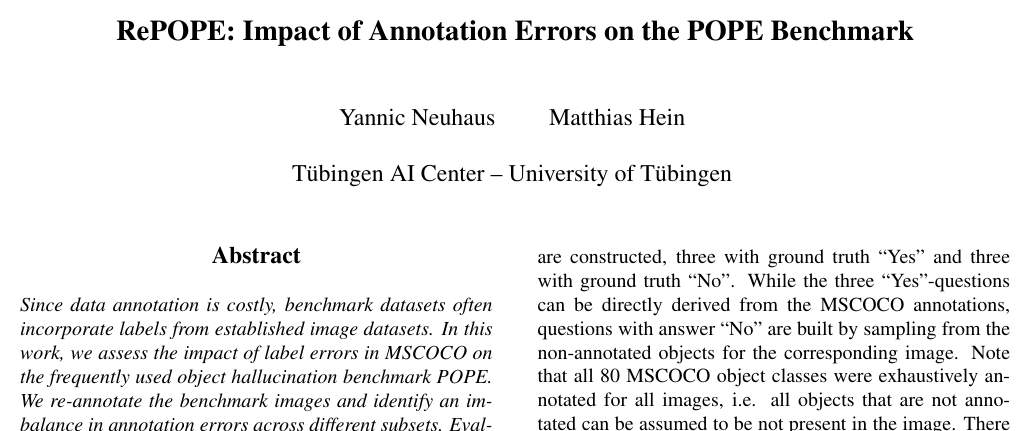 RePOPE: Impact of Annotation Errors on the POPE Benchmark
Yannic Neuhaus Matthias Hein
Tübingen AI Center – University of Tübingen
Abstract
Since data annotation is costly, benchmark datasets often
incorporate labels from established image datasets. In this
work, we assess the impact of label errors in MSCOCO on
the frequently used object hallucination benchmark POPE.
We re-annotate the benchmark images and identify an im-
balance in annotation errors across different subsets. Eval-
are constructed, three with ground truth “Yes” and three
with ground truth “No”. While the three “Yes”-questions
can be directly derived from the MSCOCO annotations,
questions with answer “No” are built by sampling from the
non-annotated objects for the corresponding image. Note
that all 80 MSCOCO object classes were exhaustively an-
notated for all images, i.e. all objects that are not anno-
tated can be assumed to be not present in the image. There